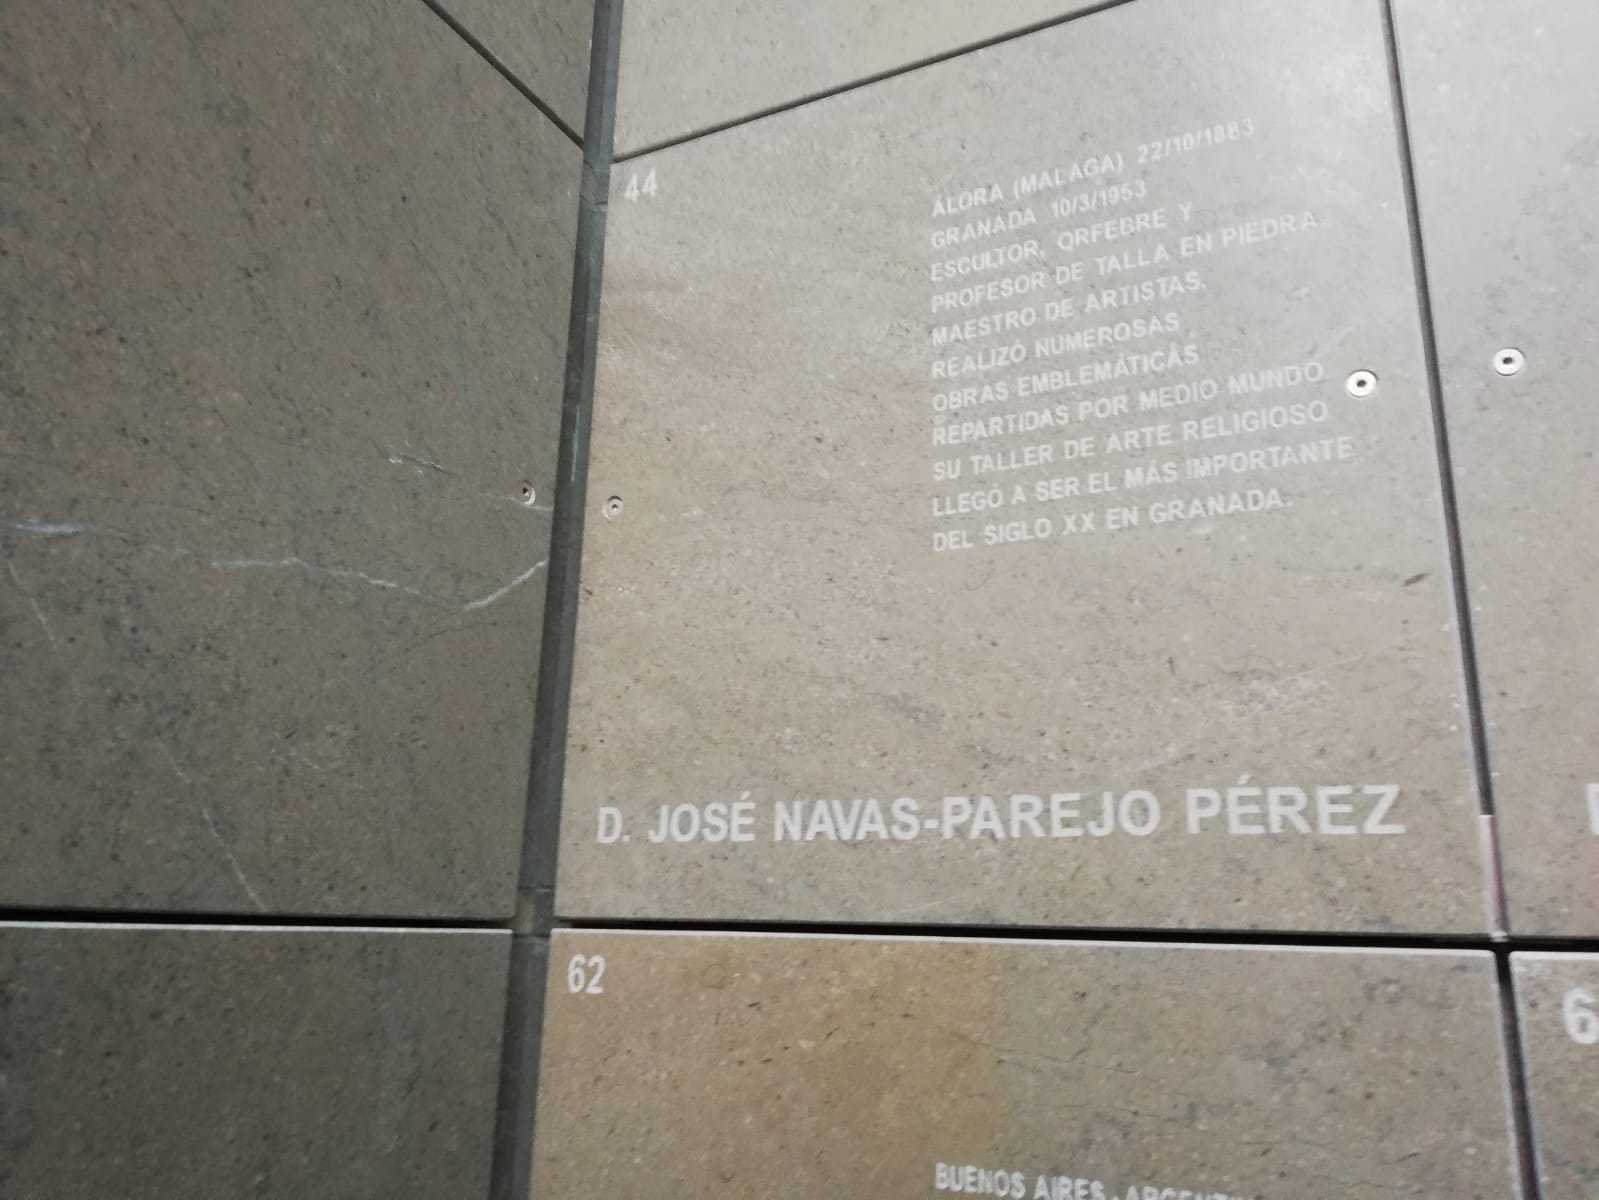 44
ÁLORA (MALAGA) 22/10/1883
GRANADA 10/3/1953
ESCULTOR, ORFEBRE Y
PROFESOR DE TALLA EN PIEDRA.
MAESTRO DE ARTISTAS.
REALIZÓ NUMEROSAS
OBRAS EMBLEMÁTICAS
REPARTIDAS POR MEDIO MUNDO.
SU TALLER DE ARTE RELIGIOSO
LLEGÓ A SER EL MÁS IMPORTANTE
DEL SIGLO XX EN GRANADA.
D. JOSÉ NAVAS-PAREJO PÉREZ
62
BUENOS AIRES